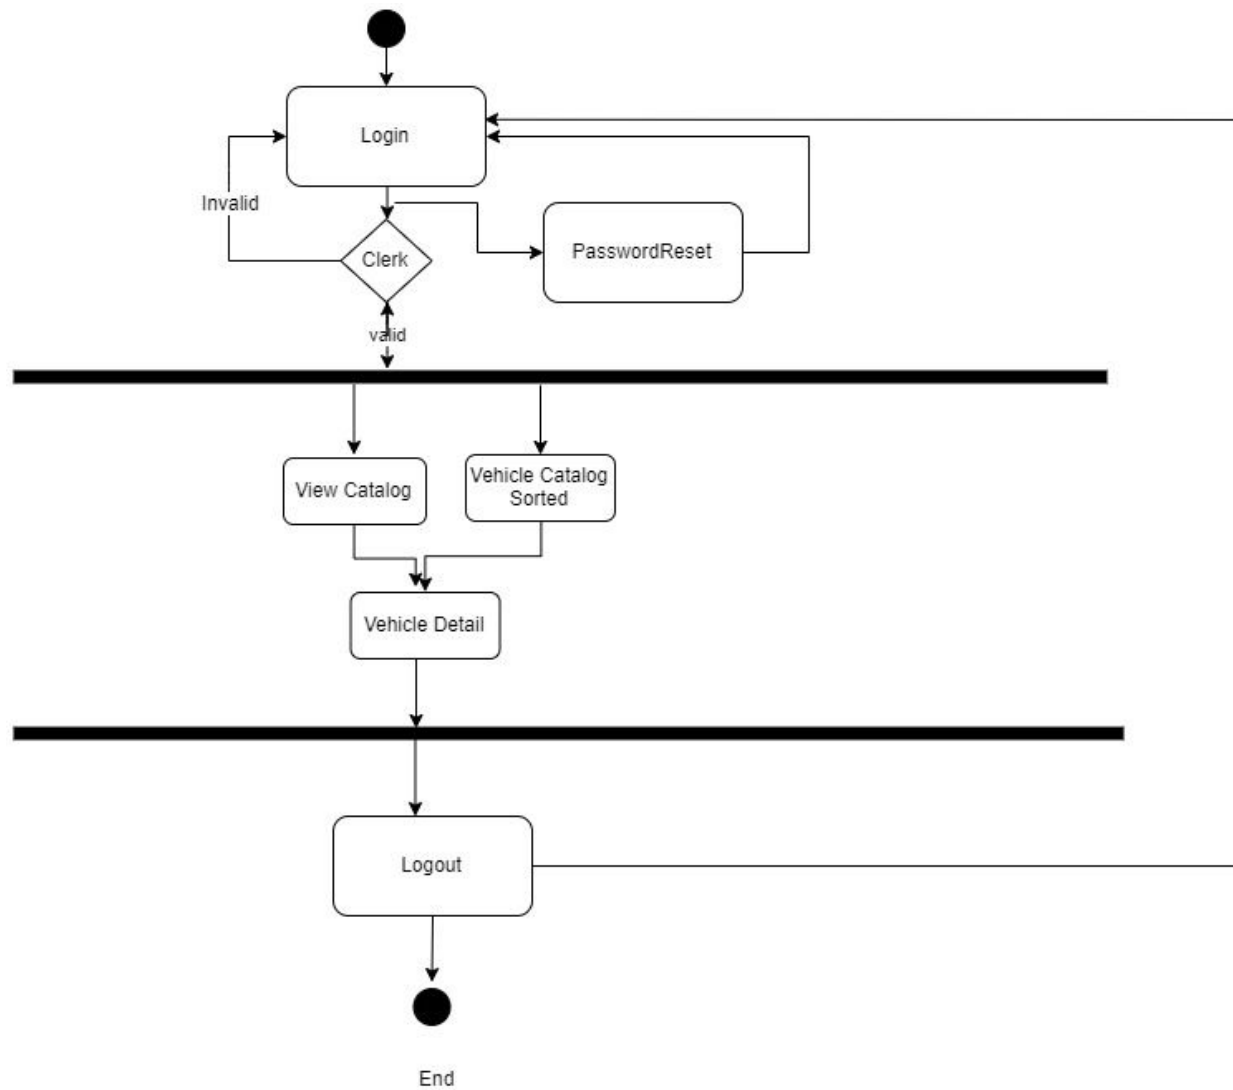 Login
Invalid
Clerk
PasswordReset
valid
View Catalog
Vehicle Catalog
Sorted
Vehicle Detail
Logout
End